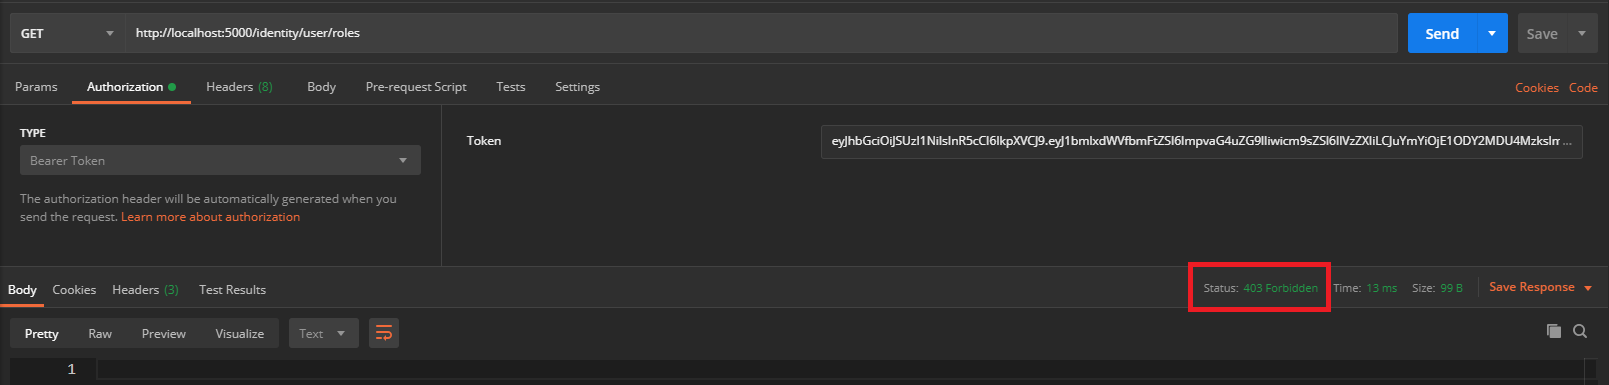 GET http://localhost:5000/identity/user/roles Send Save
Params Authorization Headers (8) Body Pre-request Script Tests Settings Cookies Code
TYPE
Bearer Token
The authorization header will be automatically generated when you
send the request. Learn more about authorization
Token eyJhbGciOiJSUzI1NiIsInR5cCI6IkpXVCJ9.eyJ1bmlxdWVfbmFtZSI6ImpvaG4uZG9lIiwicm9sZSI6IlVzZXIiLCJuYmYiOjE1ODY2MDU4MzksIm...
Body Cookies Headers (3) Test Results Status: 403 Forbidden Time: 13 ms Size: 99 B Save Response
Pretty Raw Preview Visualize Text
1